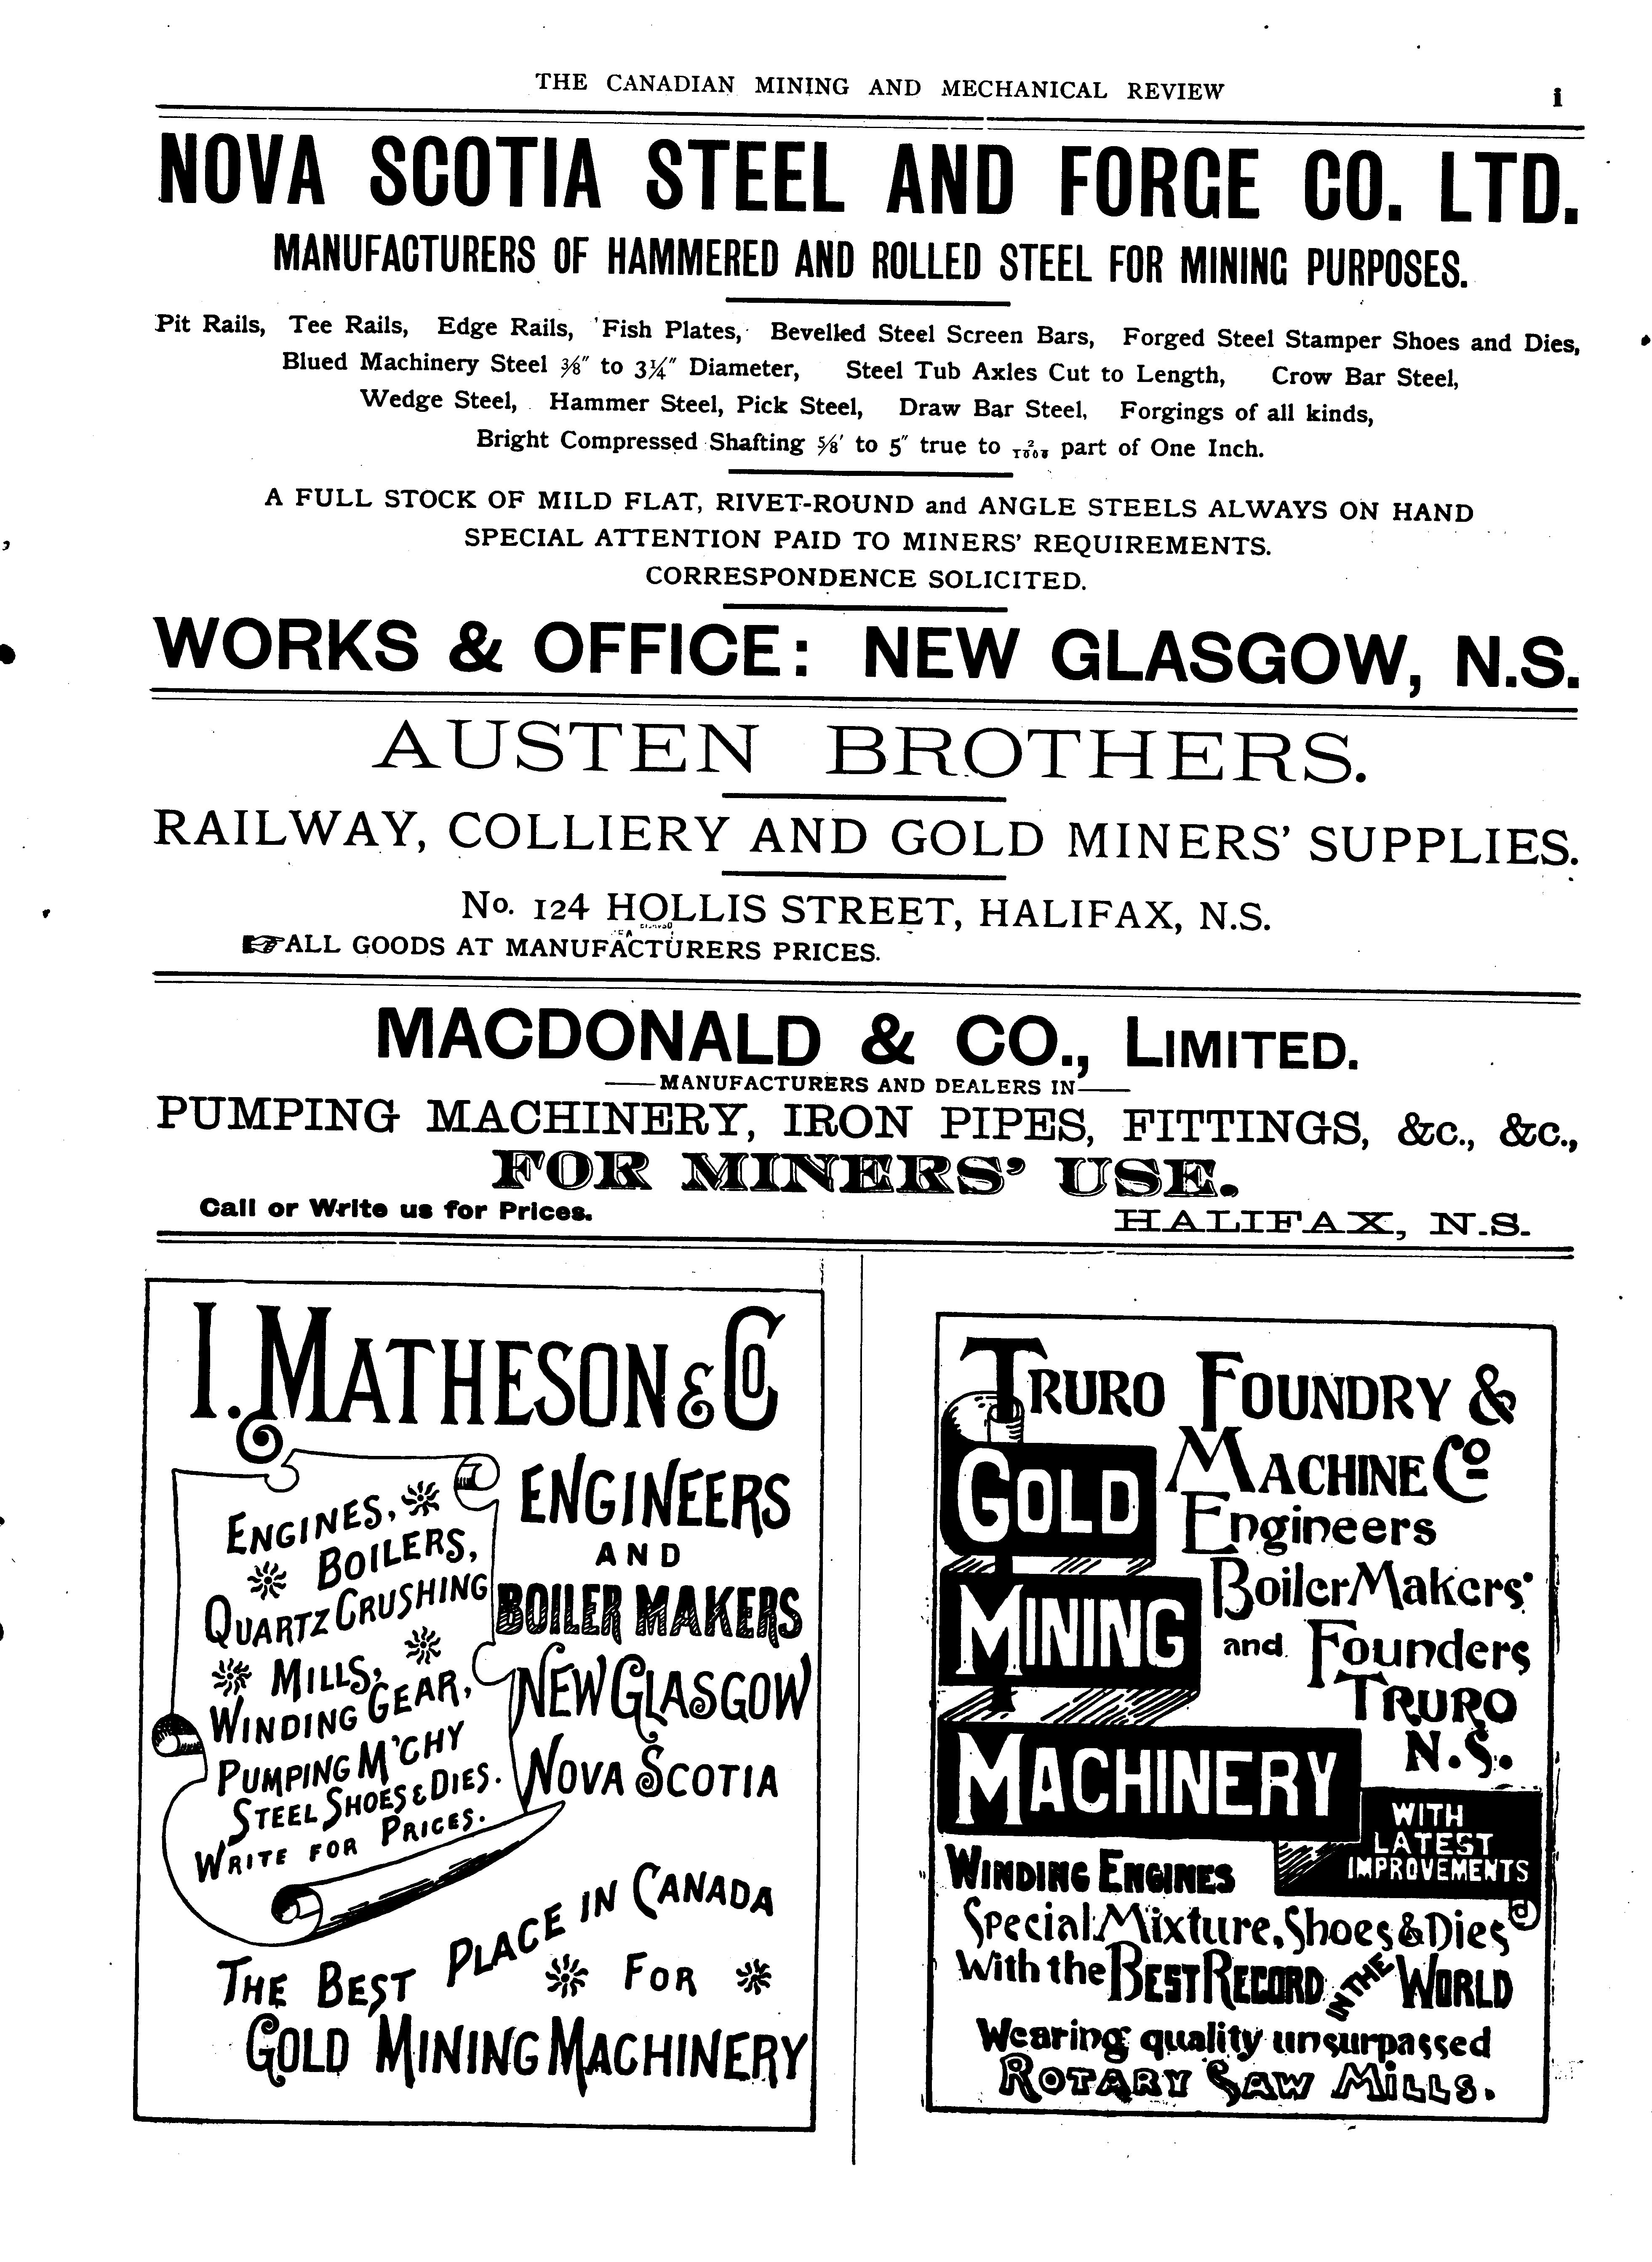 THE CANADIAN MINING AND MECHANICAL REVIEW i
NOVA SCOTIA STEEL AND FORGE CO. LTD.
MANUFACTURERS OF HAMMERED AND ROLLED STEEL FOR MINING PURPOSES.
Pit Rails, Tee Rails, Edge Rails, Fish Plates, Bevelled Steel Screen Bars, Forged Steel Stamper Shoes and Dies,
Blued Machinery Steel ⅜″ to 3¼″ Diameter, Steel Tub Axles Cut to Length, Crow Bar Steel,
Wedge Steel, Hammer Steel, Pick Steel, Draw Bar Steel, Forgings of all kinds,
Bright Compressed Shafting ⅝′ to 5″ true to 2/1000 part of One Inch.
A FULL STOCK OF MILD FLAT, RIVET-ROUND and ANGLE STEELS ALWAYS ON HAND
SPECIAL ATTENTION PAID TO MINERS' REQUIREMENTS.
CORRESPONDENCE SOLICITED.
WORKS & OFFICE: NEW GLASGOW, N.S.
AUSTEN BROTHERS.
RAILWAY, COLLIERY AND GOLD MINERS' SUPPLIES.
No. 124 HOLLIS STREET, HALIFAX, N.S.
☞ALL GOODS AT MANUFACTURERS PRICES.
MACDONALD & CO., LIMITED.
MANUFACTURERS AND DEALERS IN
PUMPING MACHINERY, IRON PIPES, FITTINGS, &c., &c.,
FOR MINERS' USE.
Call or Write us for Prices.
HALIFAX, N.S.
I. MATHESON & CO
ENGINEERS
AND
BOILER MAKERS
NEW GLASGOW
NOVA SCOTIA
ENGINES,
BOILERS,
QUARTZ CRUSHING
MILLS,
WINDING GEAR,
PUMPING M'CHY
STEEL SHOES & DIES.
WRITE FOR PRICES.
THE BEST PLACE IN CANADA
FOR
GOLD MINING MACHINERY
TRURO FOUNDRY &
MACHINE CO
Engineers
Boiler Makers
and Founders
TRURO
N.S.
GOLD
MINING
MACHINERY
WITH
LATEST
IMPROVEMENTS
WINDING ENGINES
Special Mixture, Shoes & Dies
With the BEST RECORD IN THE WORLD
Wearing quality unsurpassed
ROTARY SAW MILLS.